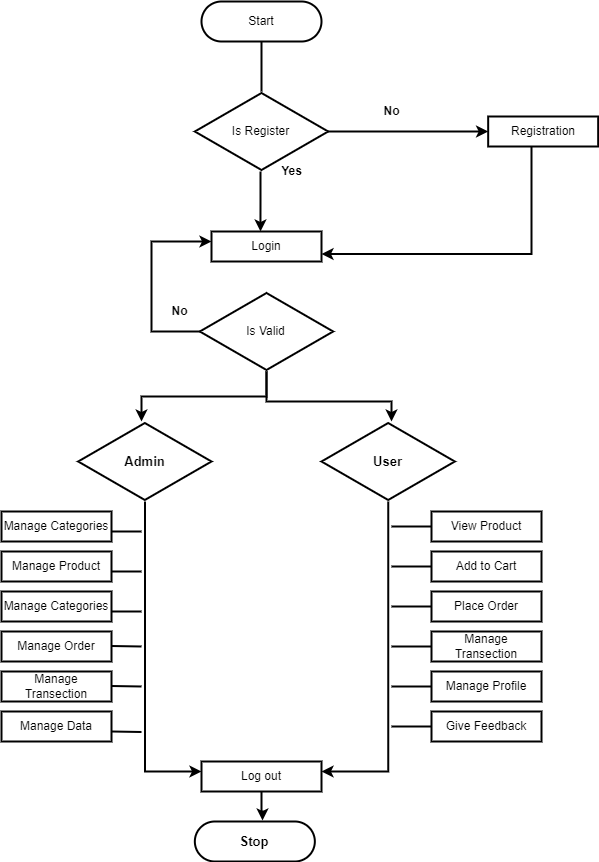 Start
Is Register
No
Registration
Yes
Login
No
Is Valid
Admin
User
Manage Categories
View Product
Manage Product
Add to Cart
Manage Categories
Place Order
Manage Order
Manage
Transection
Manage
Transection
Manage Profile
Manage Data
Give Feedback
Log out
Stop